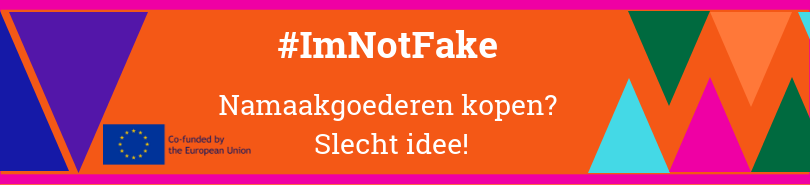 #ImNotFake
Namaakgoederen kopen?
Slecht idee!
Co-funded by
the European Union